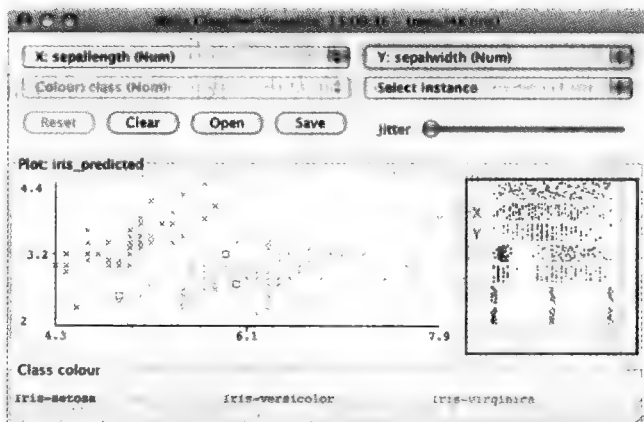 X: sepallength (Num)
Y: sepalwidth (Num)
Colour: class (Nom)
Select Instance
Reset
Clear
Open
Save
Jitter
Plot: iris_predicted
4.4
3.2
2
4.3
6.1
7.9
X
Y
Class colour
Iris-setosa
Iris-versicolor
Iris-virginica